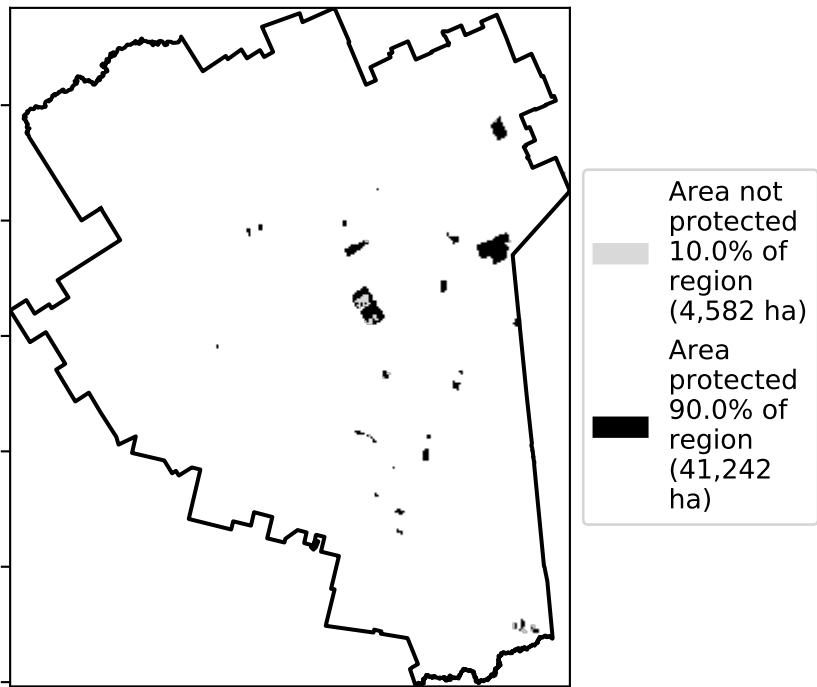 Area not
protected
10.0% of
region
(4,582 ha)
Area
protected
90.0% of
region
(41,242
ha)